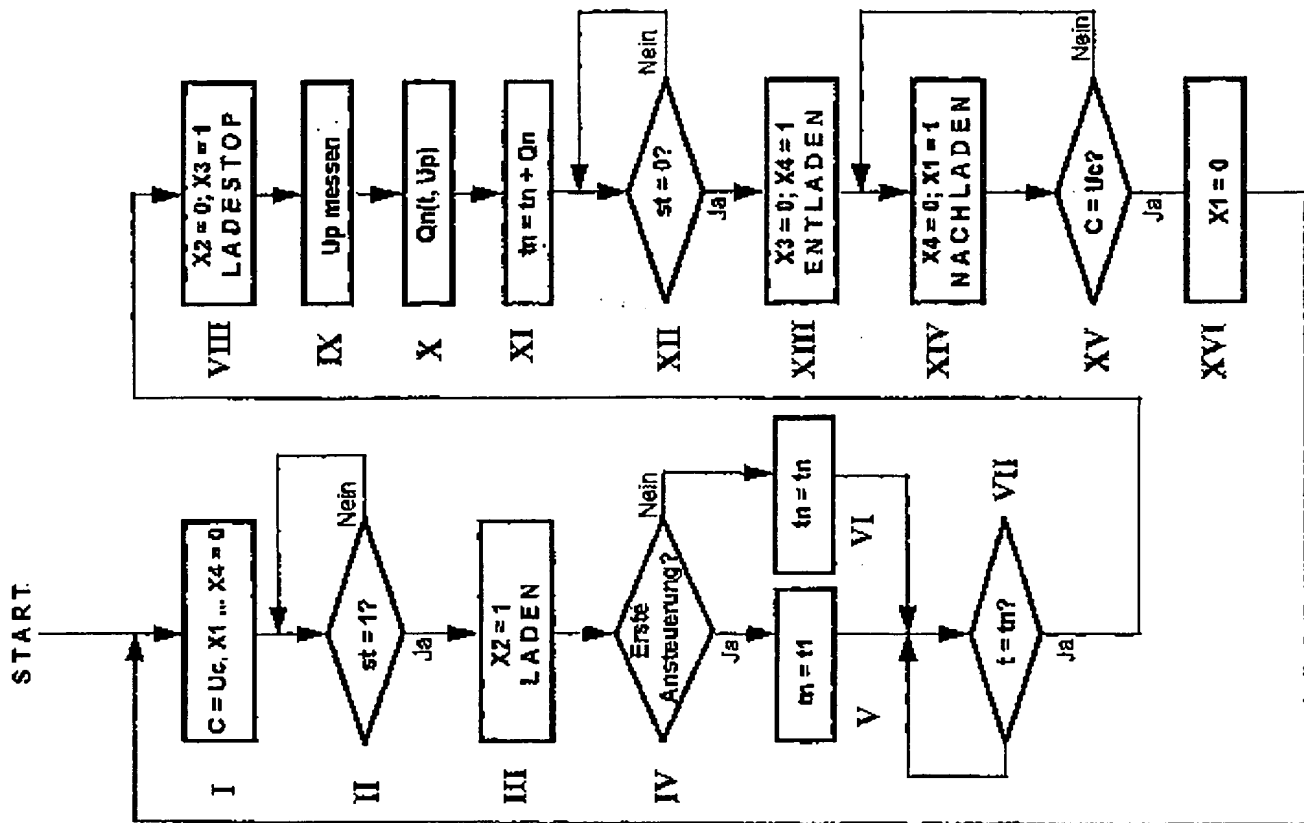 START
I
C = Uc, X1 ... X4 = 0
II
st = 1?
Nein
Ja
III
X2 = 1
LADEN
IV
Erste
Ansteuerung?
Nein
Ja
V
tn = t1
VI
tn = tn
VII
t = tn?
Ja
VIII
X2 = 0; X3 = 1
LADESTOP
IX
Up messen
X
Qn(t, Up)
XI
tn = tn + Qn
XII
st = 0?
Nein
Ja
XIII
X3 = 0; X4 = 1
ENTLADEN
XIV
X4 = 0; X1 = 1
NACHLADEN
XV
C = Uc?
Nein
Ja
XVI
X1 = 0